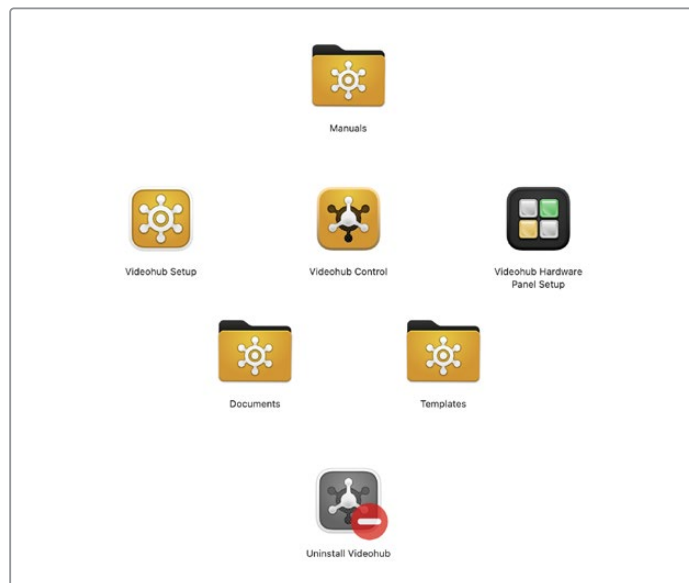 Manuals
Videohub Setup
Videohub Control
Videohub Hardware
Panel Setup
Documents
Templates
Uninstall Videohub